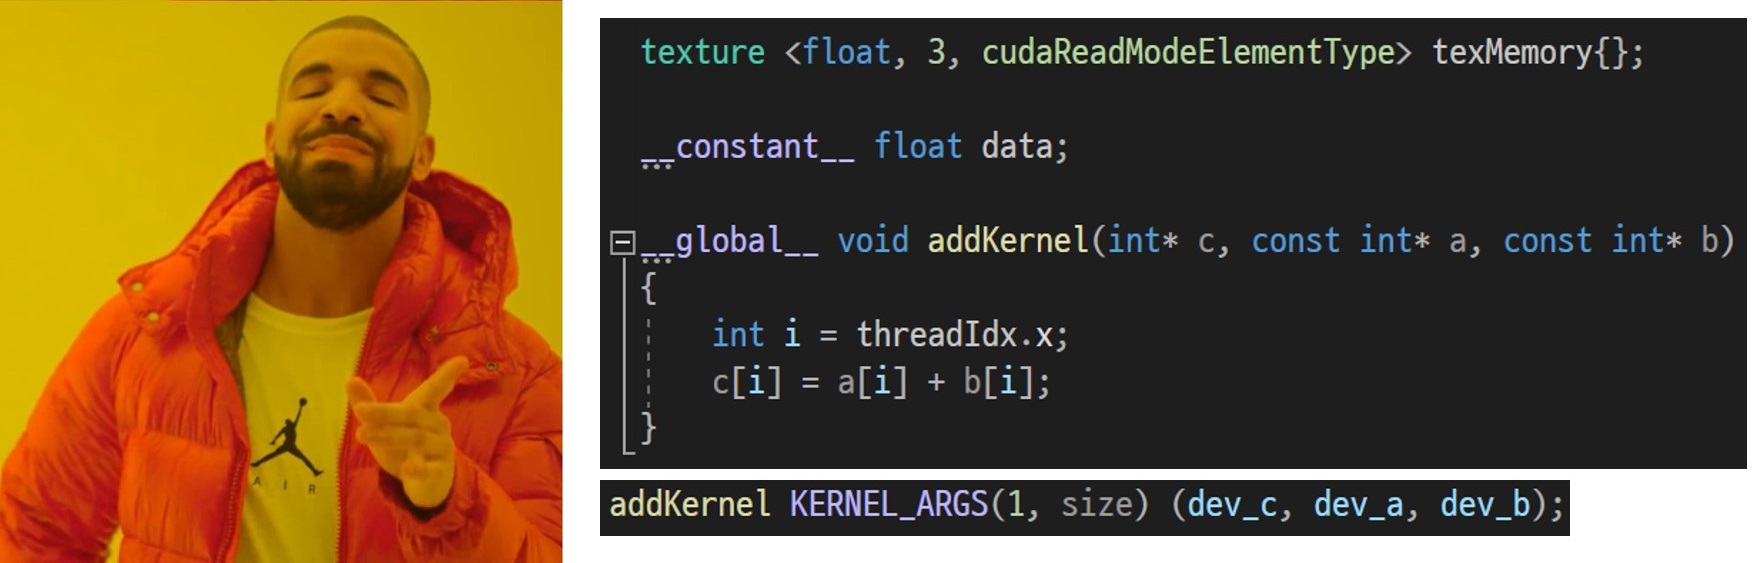 texture <float, 3, cudaReadModeElementType> texMemory{};
__constant__ float data;
__global__ void addKernel(int* c, const int* a, const int* b)
{
int i = threadIdx.x;
c[i] = a[i] + b[i];
}
addKernel KERNEL_ARGS(1, size) (dev_c, dev_a, dev_b);
AIR